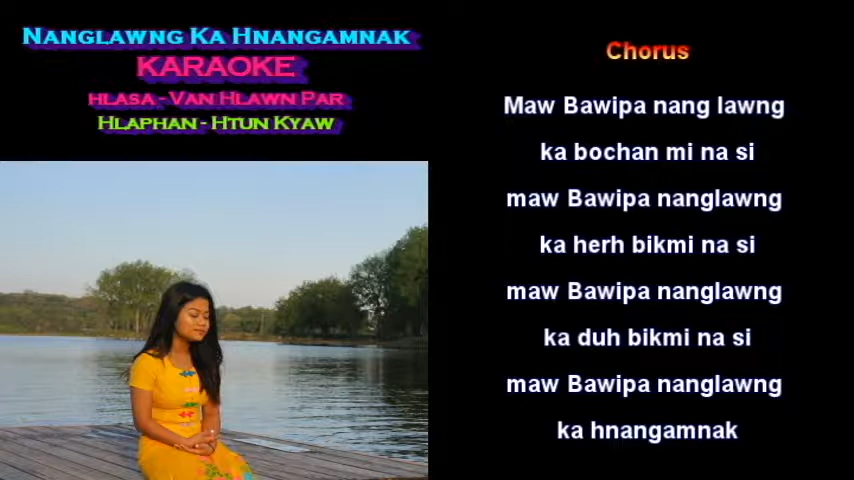 Nanglawng Ka Hnangamnak
KARAOKE
hlasa - Van Hlawn Par
Hlaphan - Htun Kyaw
Chorus
Maw Bawipa nang lawng
ka bochan mi na si
maw Bawipa nanglawng
ka herh bikmi na si
maw Bawipa nanglawng
ka duh bikmi na si
maw Bawipa nanglawng
ka hnangamnak